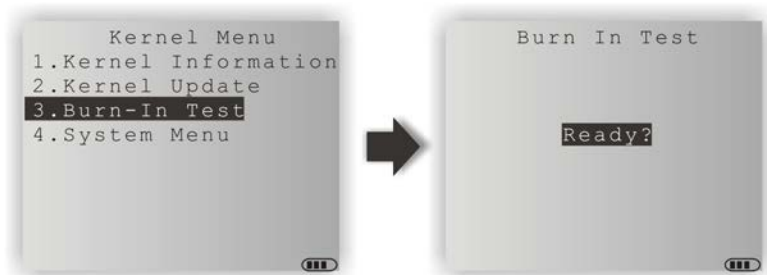 Kernel Menu
1.Kernel Information
2.Kernel Update
3.Burn-In Test
4.System Menu
Burn In Test
Ready?